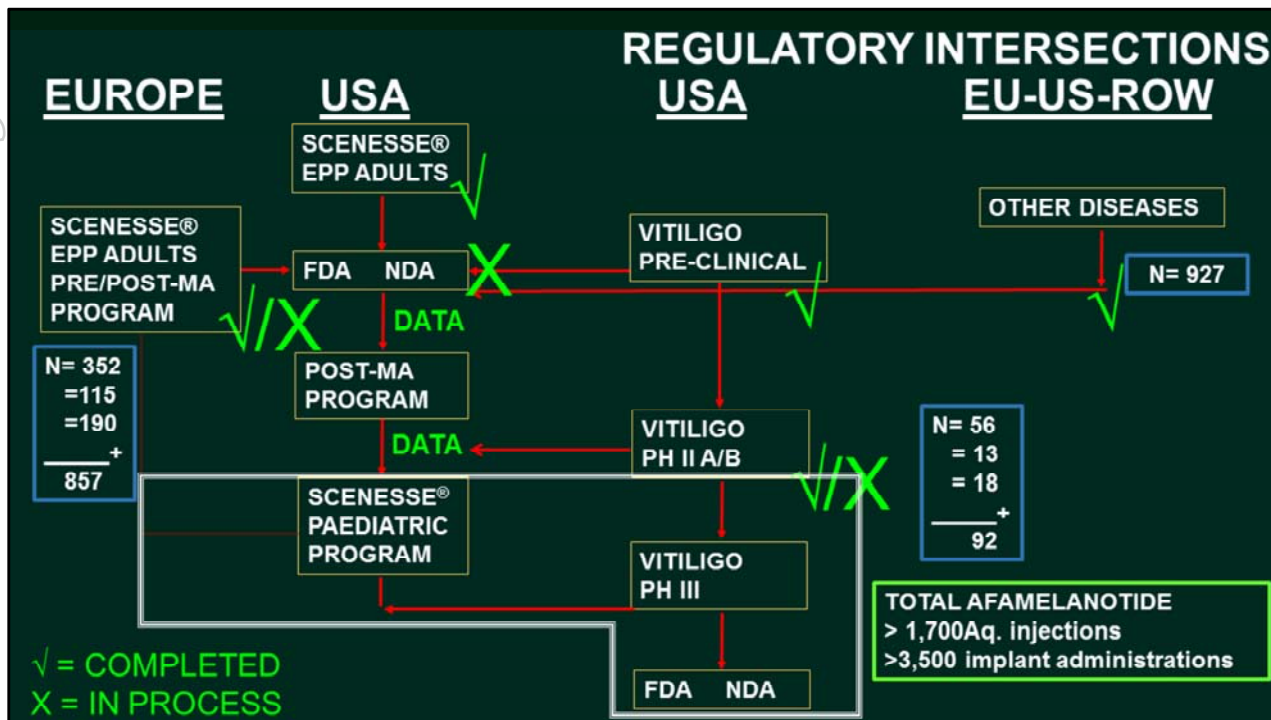 REGULATORY INTERSECTIONS
EUROPE
USA
USA
EU-US-ROW
SCENESSE®
EPP ADULTS
√
SCENESSE®
EPP ADULTS
PRE/POST-MA
PROGRAM
√/X
FDA NDA
X
VITILIGO
PRE-CLINICAL
√
OTHER DISEASES
√
N= 927
DATA
N= 352
=115
=190
+
857
POST-MA
PROGRAM
DATA
VITILIGO
PH II A/B
√/X
N= 56
= 13
= 18
+
92
SCENESSE®
PAEDIATRIC
PROGRAM
VITILIGO
PH III
TOTAL AFAMELANOTIDE
> 1,700Aq. injections
>3,500 implant administrations
FDA NDA
√ = COMPLETED
X = IN PROCESS